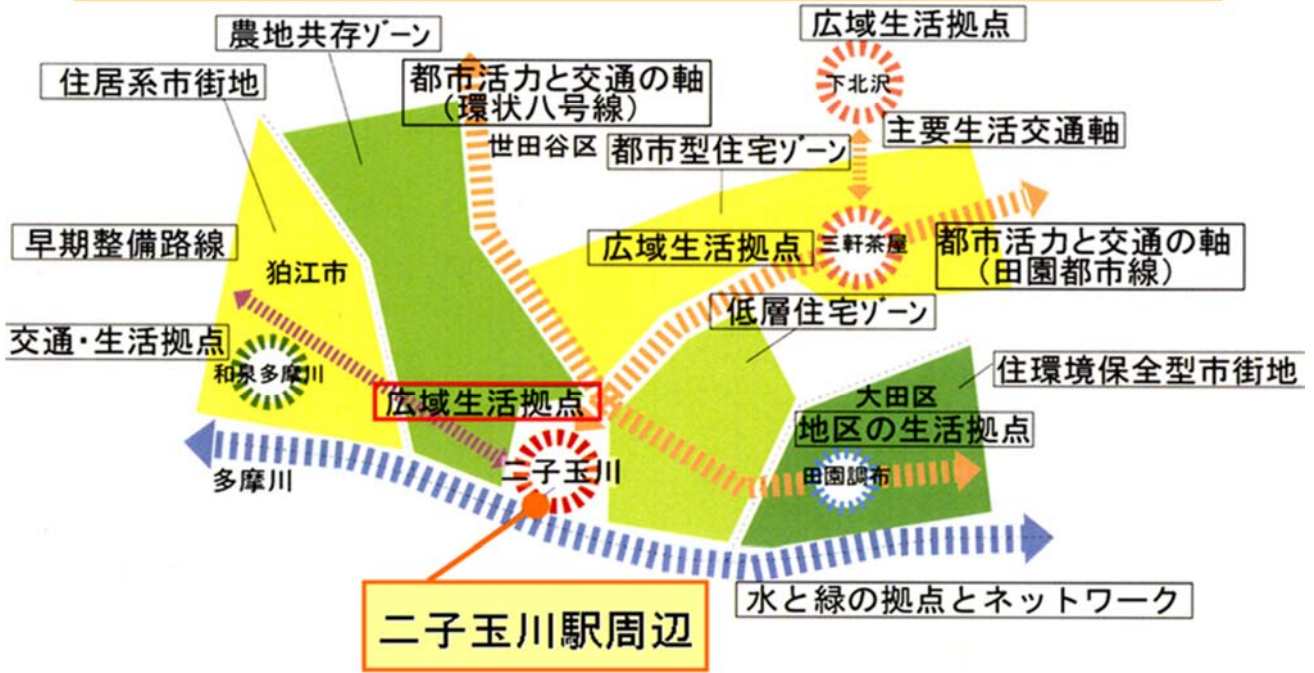 広域生活拠点
農地共存ゾーン
住居系市街地
都市活力と交通の軸
(環状八号線)
下北沢
主要生活交通軸
世田谷区
都市型住宅ゾーン
早期整備路線
狛江市
広域生活拠点
三軒茶屋
都市活力と交通の軸
(田園都市線)
低層住宅ゾーン
交通・生活拠点
和泉多摩川
住環境保全型市街地
広域生活拠点
大田区
地区の生活拠点
二子玉川
田園調布
多摩川
水と緑の拠点とネットワーク
二子玉川駅周辺